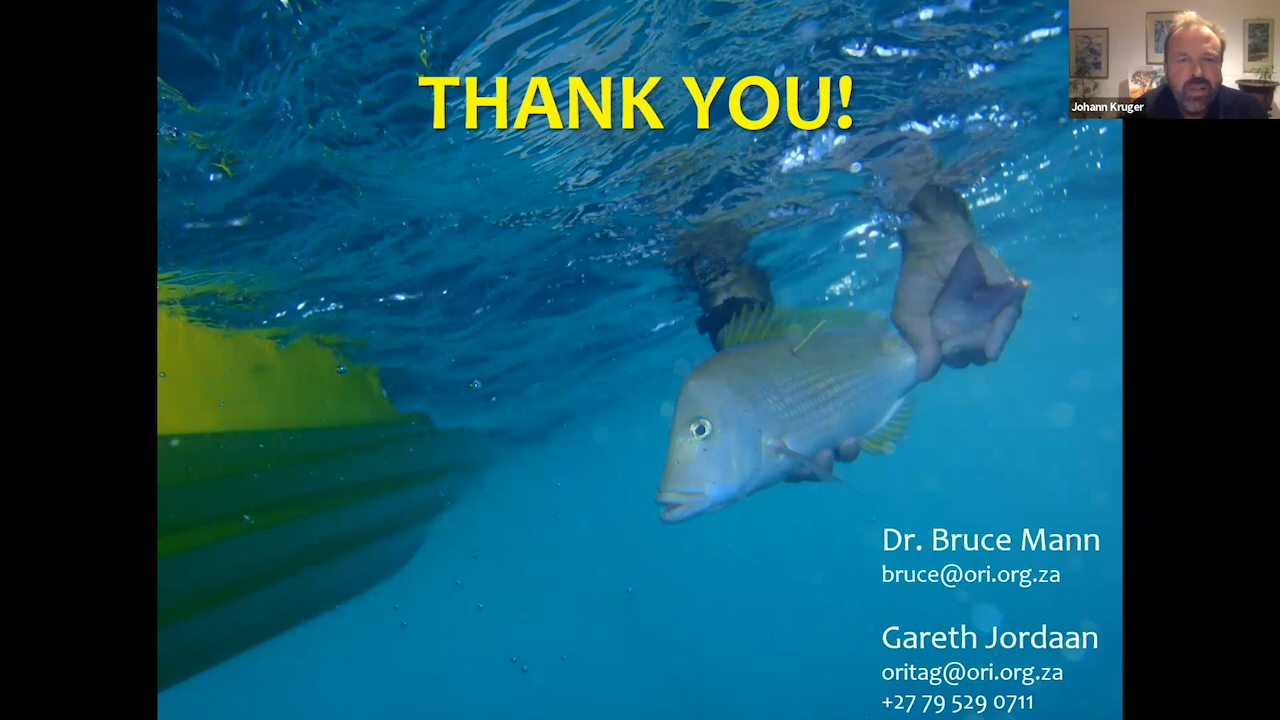 THANK YOU!
Johann Kruger
Dr. Bruce Mann
bruce@ori.org.za
Gareth Jordaan
oritag@ori.org.za
+27 79 529 0711